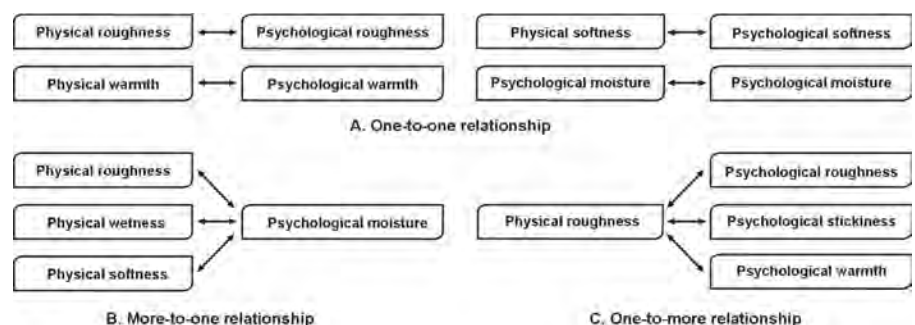 Physical roughness Psychological roughness Physical softness Psychological softness
Physical warmth Psychological warmth Psychological moisture Psychological moisture
A. One-to-one relationship
Physical roughness
Physical wetness Psychological moisture
Physical softness
B. More-to-one relationship
Psychological roughness
Physical roughness Psychological stickiness
Psychological warmth
C. One-to-more relationship